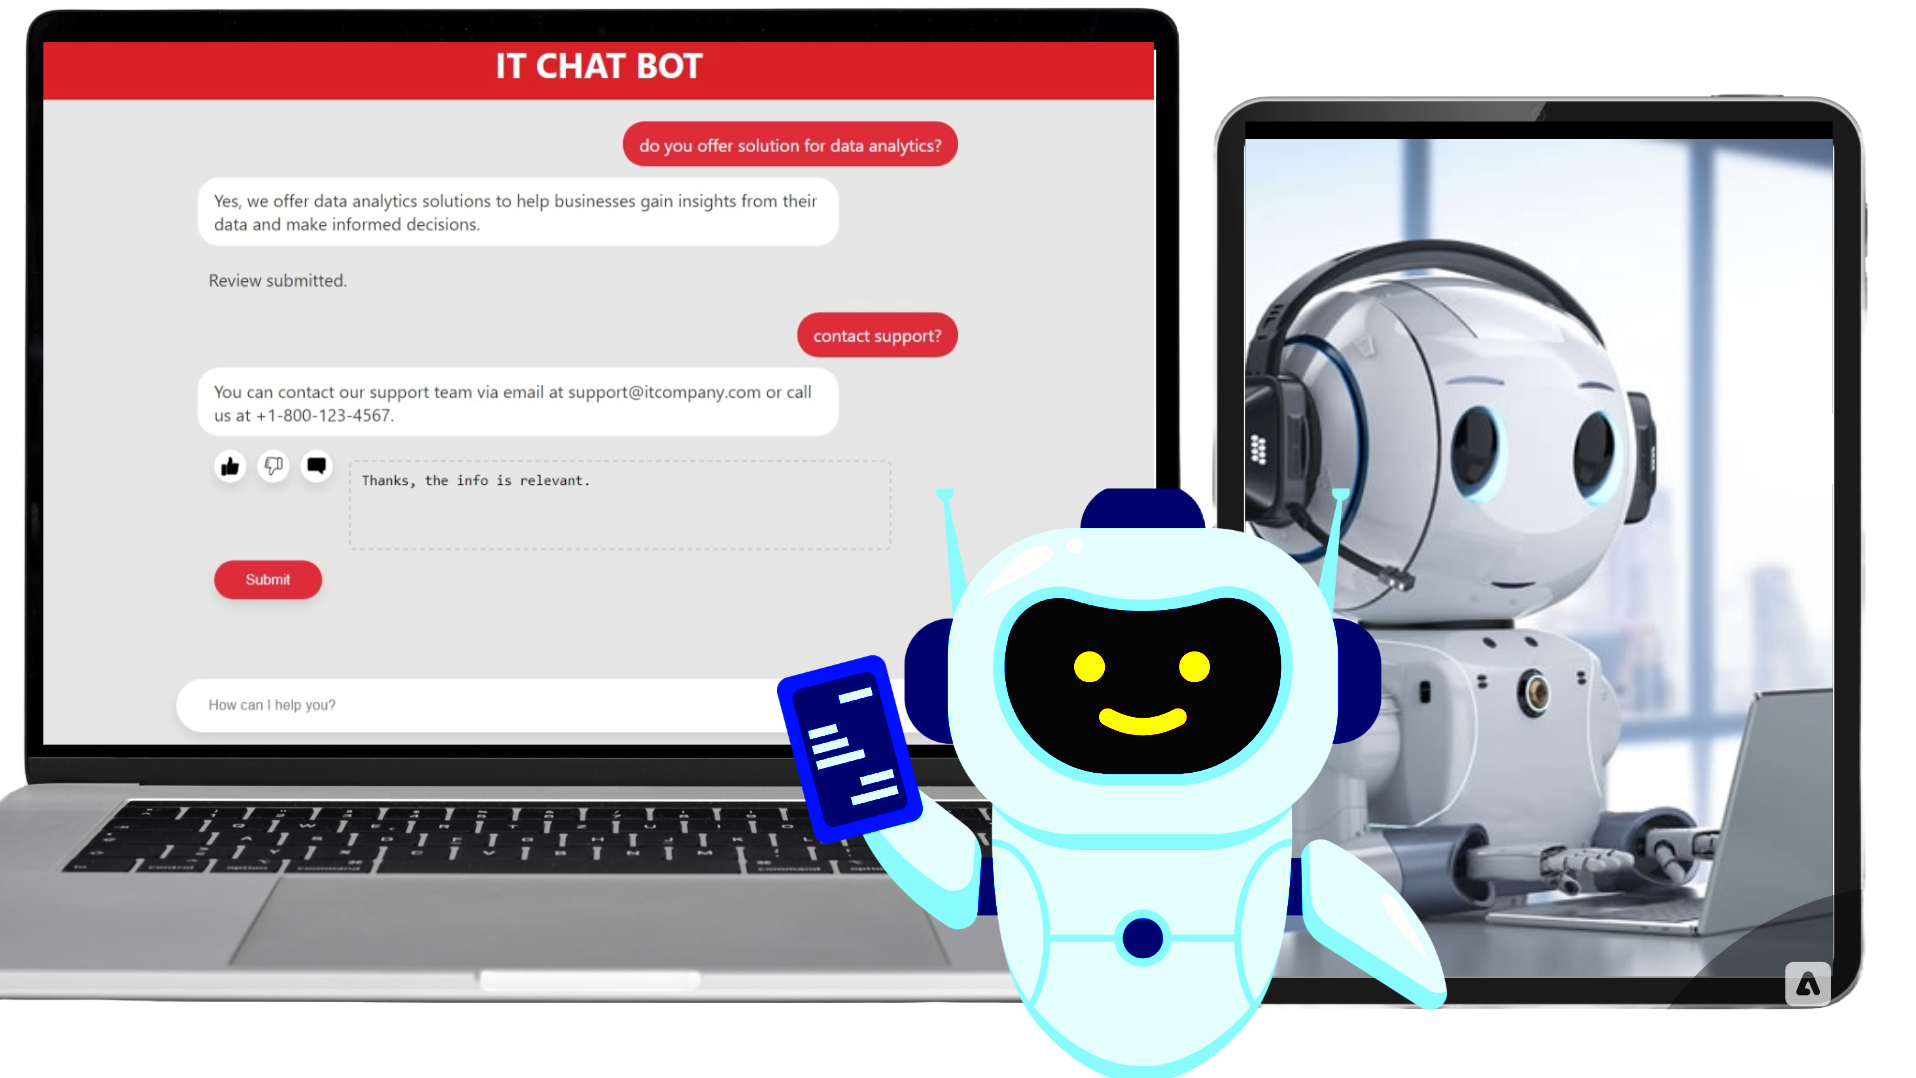 IT CHAT BOT
do you offer solution for data analytics?
Yes, we offer data analytics solutions to help businesses gain insights from their
data and make informed decisions.
Review submitted.
contact support?
You can contact our support team via email at support@itcompany.com or call
us at +1-800-123-4567.
Thanks, the info is relevant.
Submit
How can I help you?